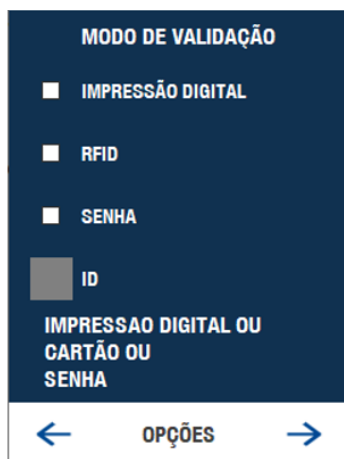 MODO DE VALIDAÇÃO
IMPRESSÃO DIGITAL
RFID
SENHA
ID
IMPRESSAO DIGITAL OU
CARTÃO OU
SENHA
OPÇÕES